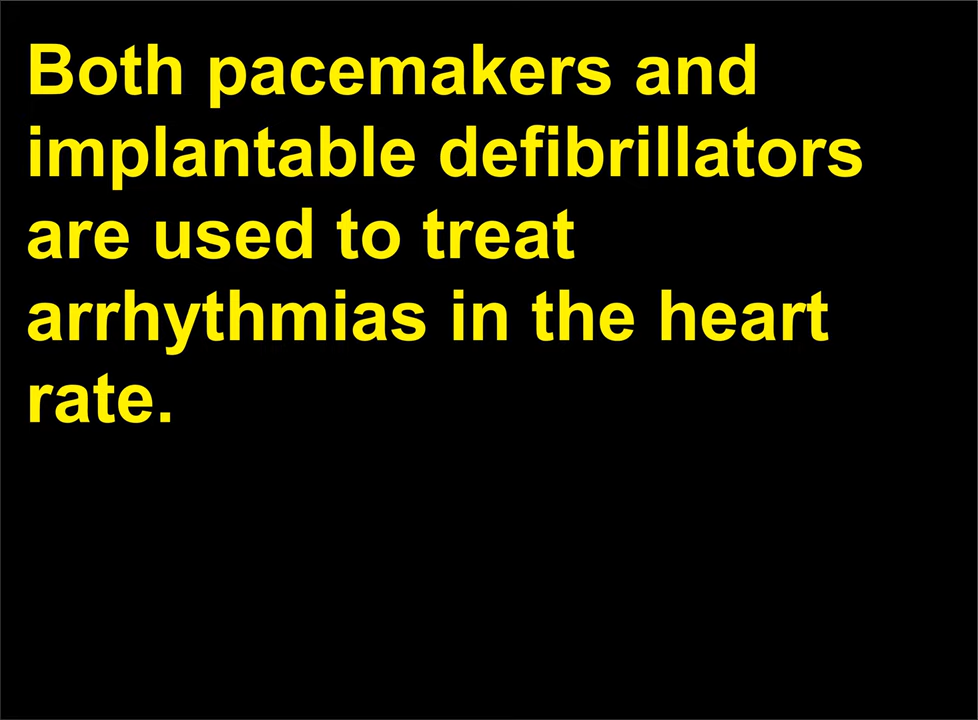 Both pacemakers and
implantable defibrillators
are used to treat
arrhythmias in the heart
rate.